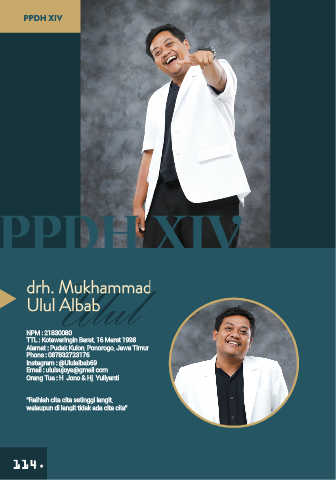 PPDH XIV
PPDH XIV
drh. Mukhammad
Ulul Albab
Ulul
NPM : 21830080
TTL : Kotawaringin Barat, 16 Maret 1998
Alamat : Pudak Kulon, Ponorogo, Jawa Timur
Phone : 087832723176
Instagram : @Ululalbab69
Email : ululsujoyo@gmail com
Orang Tua : H Jono & Hj Yuliyanti
"Raihlah cita cita setinggi langit,
walaupun di langit tidak ada cita cita"
114.